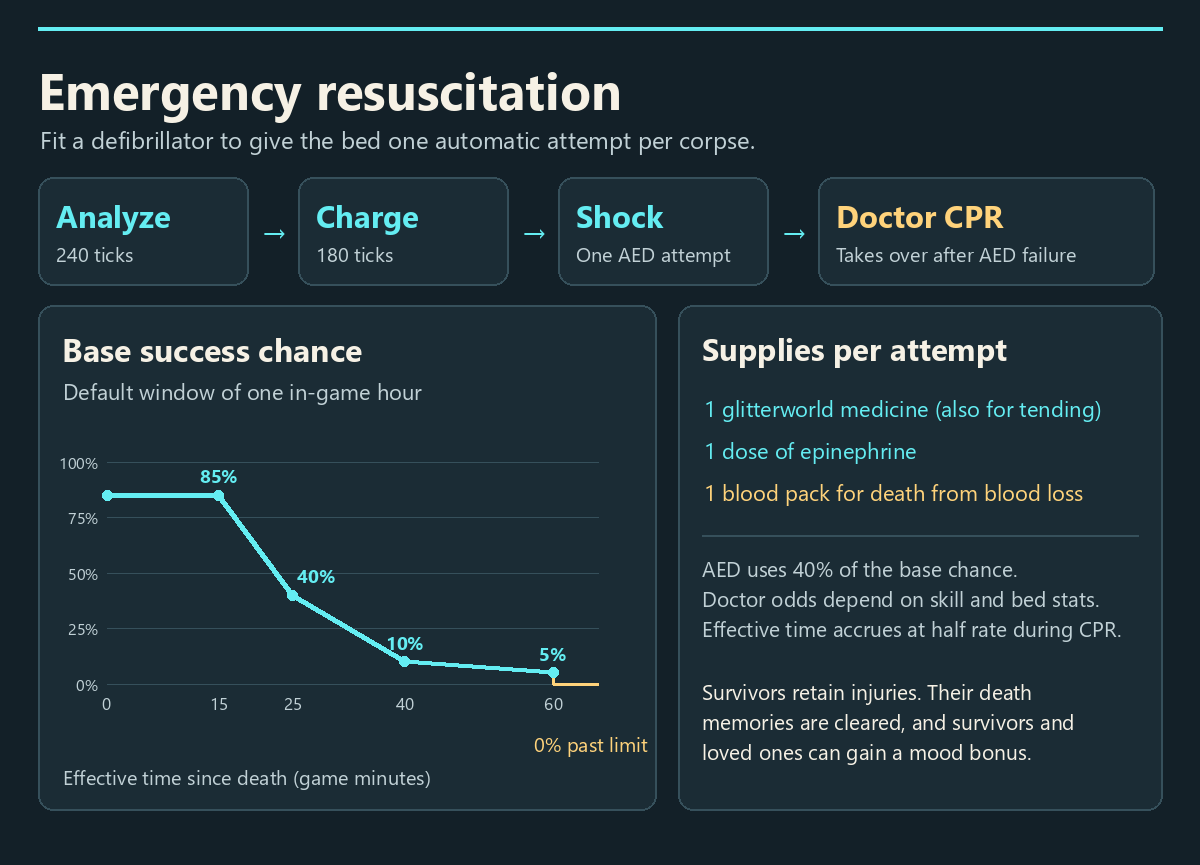 Emergency resuscitation
Fit a defibrillator to give the bed one automatic attempt per corpse.
Analyze
240 ticks
→
Charge
180 ticks
→
Shock
One AED attempt
→
Doctor CPR
Takes over after AED failure
Base success chance
Default window of one in-game hour
100%
75%
50%
25%
0%
85%
40%
10%
5%
0
15
25
40
60
0% past limit
Effective time since death (game minutes)
Supplies per attempt
1 glitterworld medicine (also for tending)
1 dose of epinephrine
1 blood pack for death from blood loss
AED uses 40% of the base chance.
Doctor odds depend on skill and bed stats.
Effective time accrues at half rate during CPR.
Survivors retain injuries. Their death
memories are cleared, and survivors and
loved ones can gain a mood bonus.